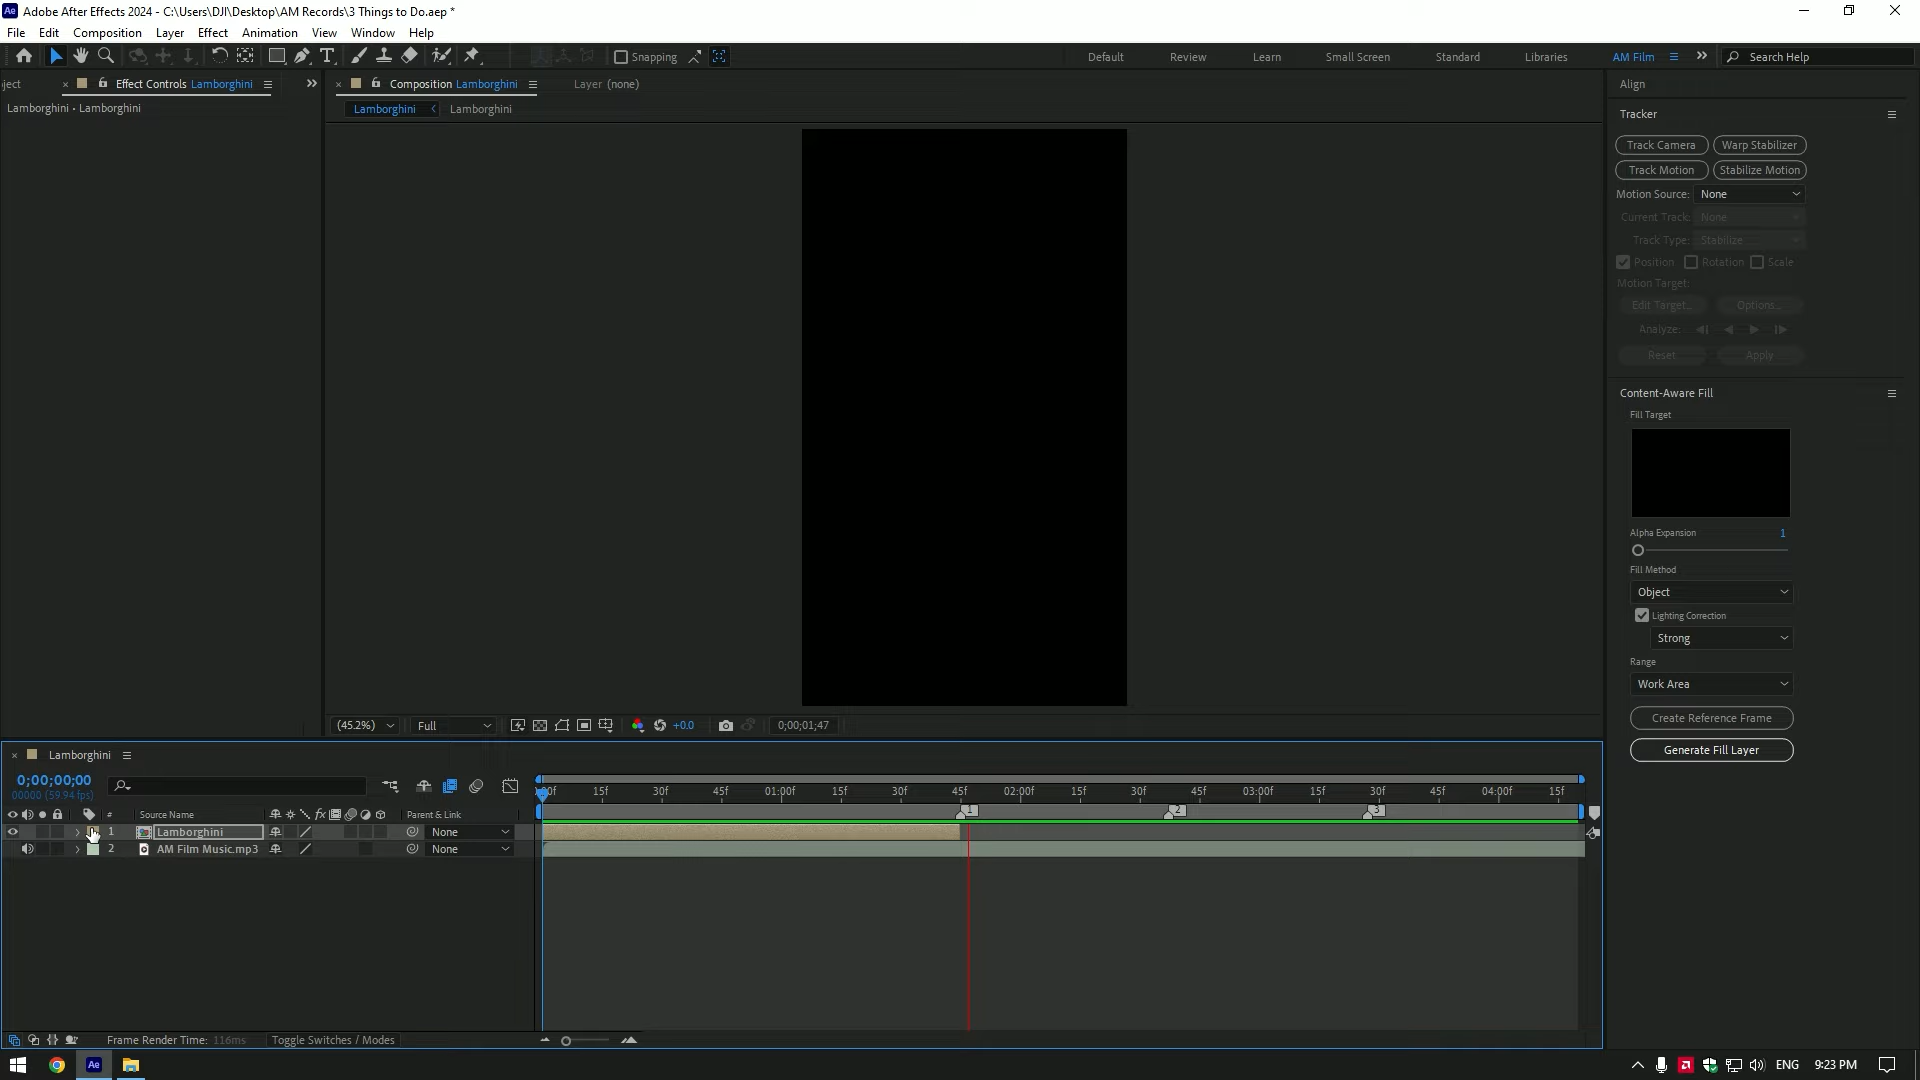 Adobe After Effects 2024 - C:\Users\DJI\Desktop\AM Records\3 Things to Do.aep *
File Edit Composition Layer Effect Animation View Window Help
Snapping
Default Review Learn Small Screen Standard Libraries AM Film Search Help
ject Effect Controls Lamborghini
Lamborghini • Lamborghini
Composition Lamborghini Layer (none)
Lamborghini Lamborghini
Align
Tracker
Track Camera Warp Stabilizer
Track Motion Stabilize Motion
Motion Source: None
Current Track: None
Track Type: Stabilize
Position Rotation Scale
Motion Target:
Edit Target... Options...
Analyze:
Reset Apply
Content-Aware Fill
Fill Target
Alpha Expansion 1
Fill Method
Object
Lighting Correction
Strong
Range
Work Area
Create Reference Frame
Generate Fill Layer
(45.2%) Full +0.0 0;00;01;47
Lamborghini
0;00;00;00
00000 (59.94 fps)
:00f 15f 30f 45f 01:00f 15f 30f 45f 02:00f 15f 30f 45f 03:00f 15f 30f 45f 04:00f 15f
# Source Name fx Parent & Link
1 2 3
1 Lamborghini None
2 AM Film Music.mp3 None
Frame Render Time: 116ms Toggle Switches / Modes
Ae ENG 9:23 PM